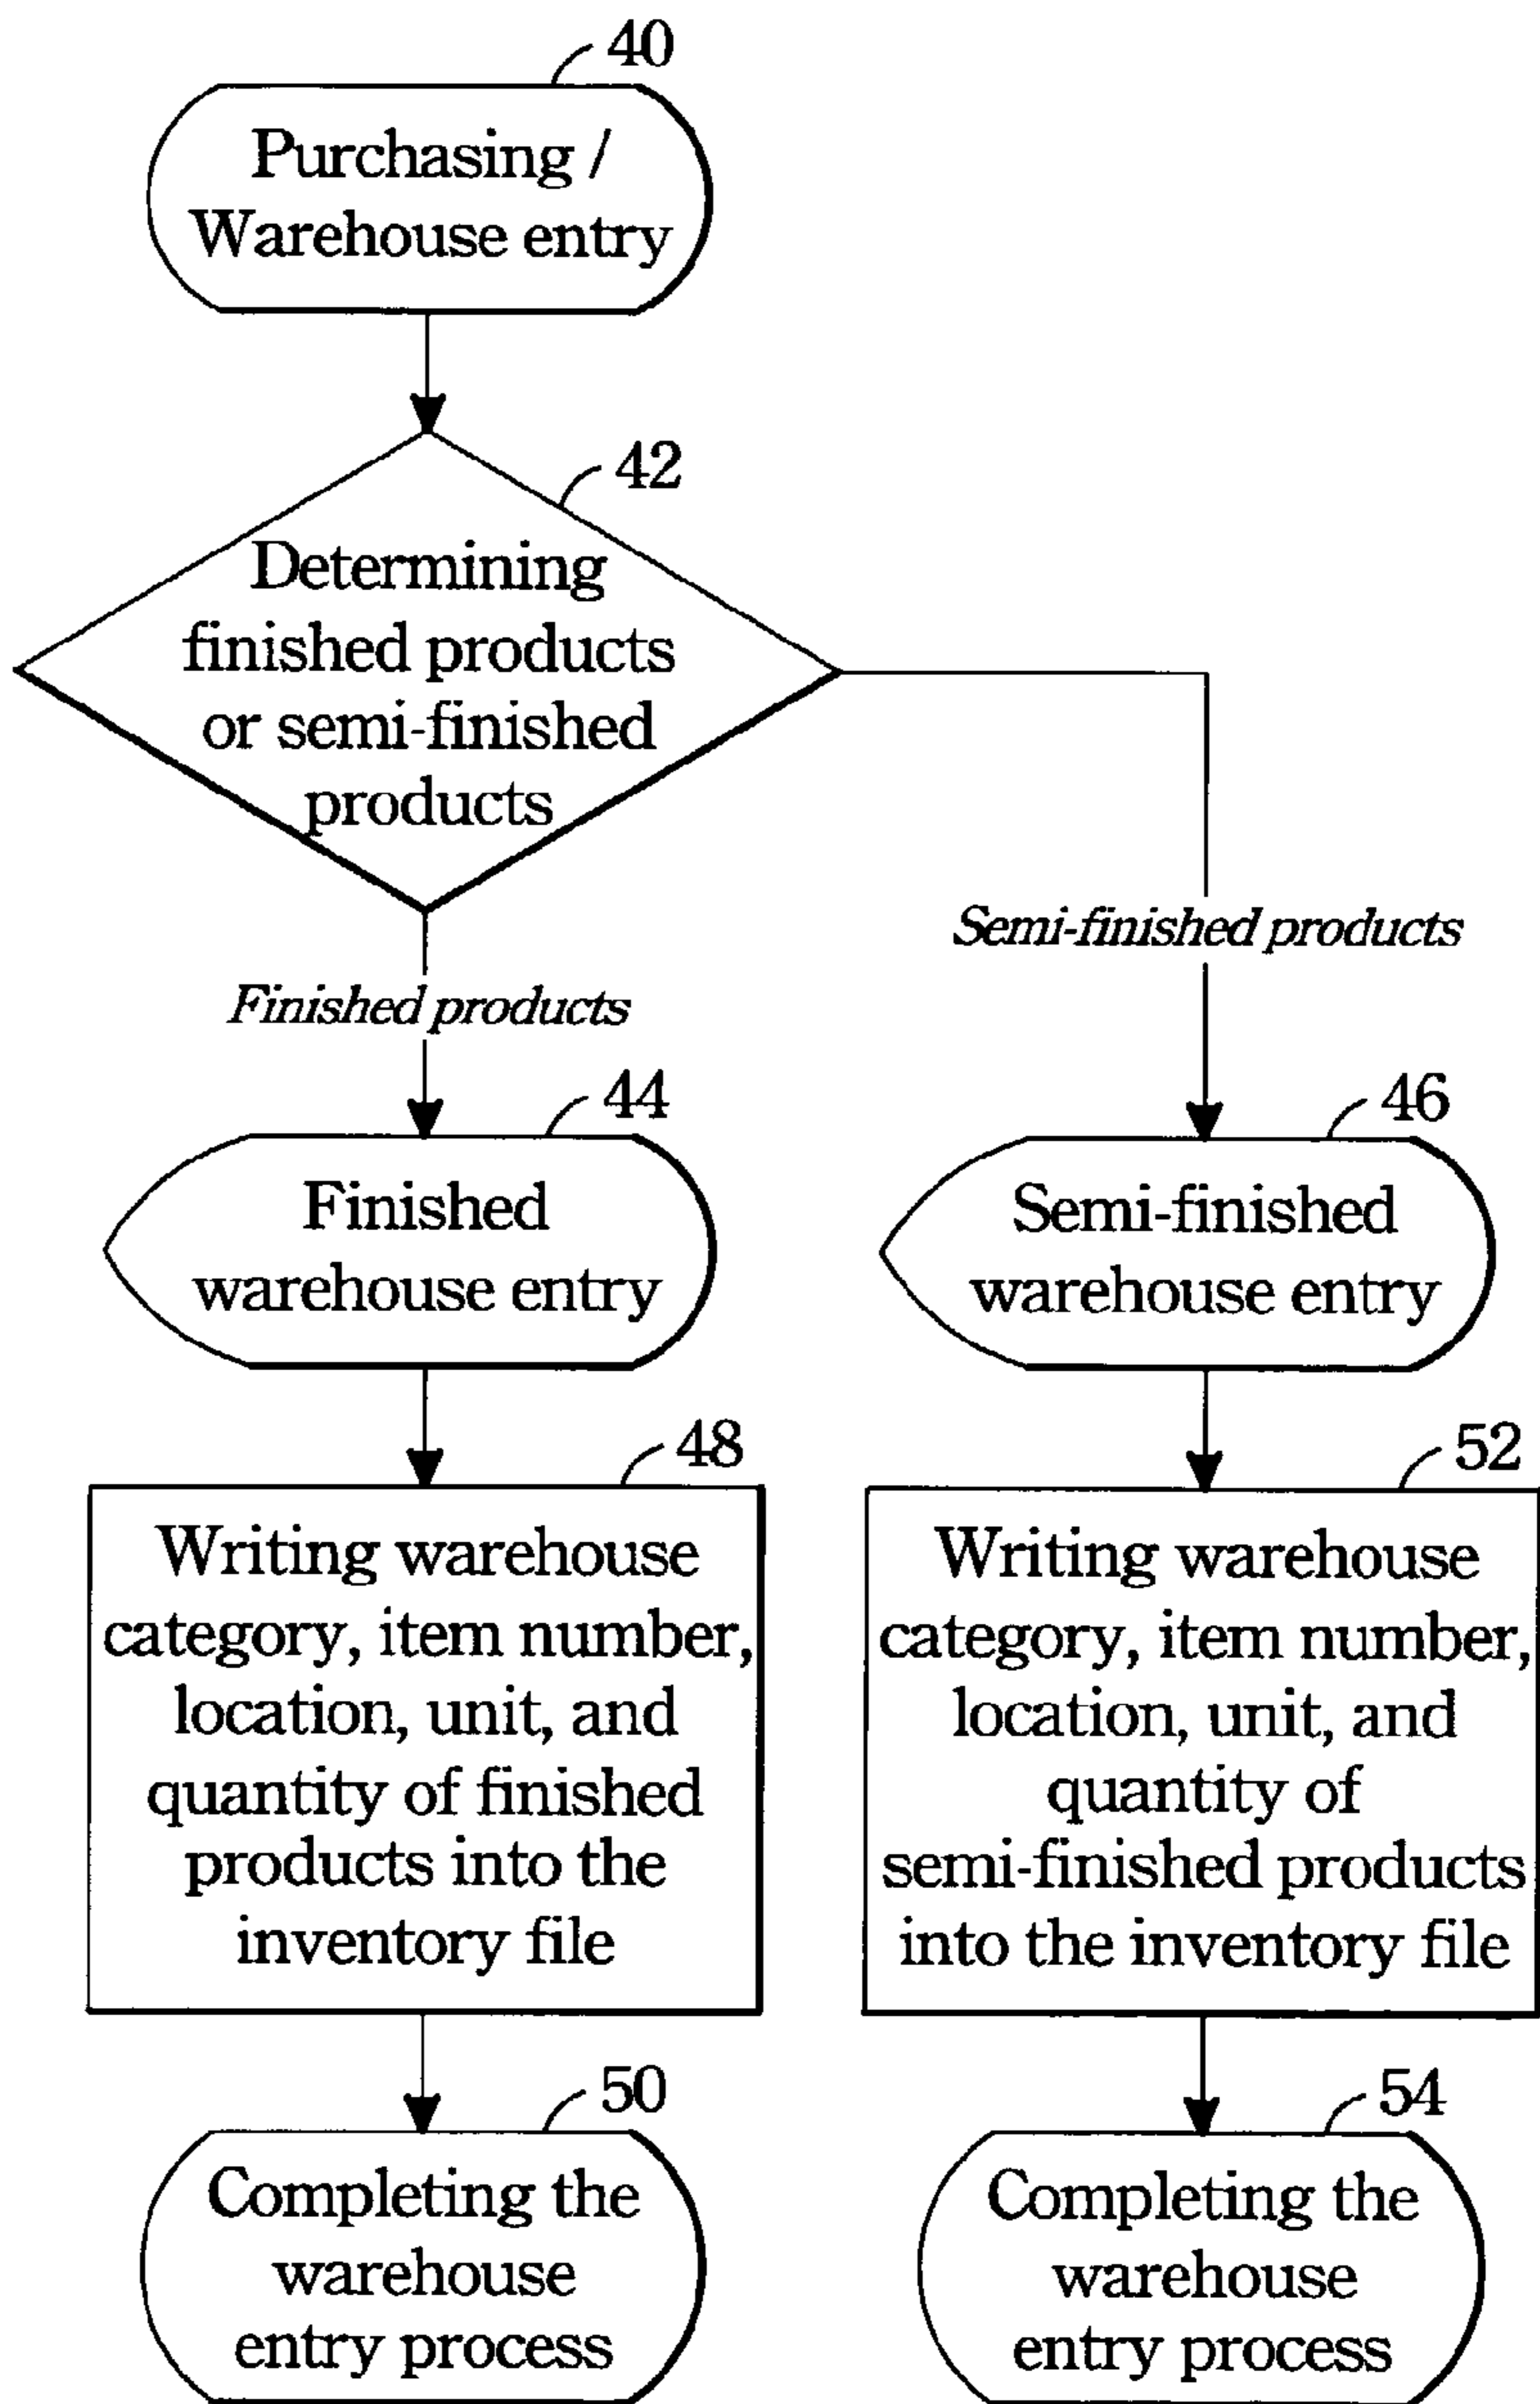 40
Purchasing /
Warehouse entry
42
Determining
finished products
or semi-finished
products
Semi-finished products
Finished products
44
Finished
warehouse entry
46
Semi-finished
warehouse entry
48
Writing warehouse
category, item number,
location, unit, and
quantity of finished
products into the
inventory file
52
Writing warehouse
category, item number,
location, unit, and
quantity of
semi-finished products
into the inventory file
50
Completing the
warehouse
entry process
54
Completing the
warehouse
entry process